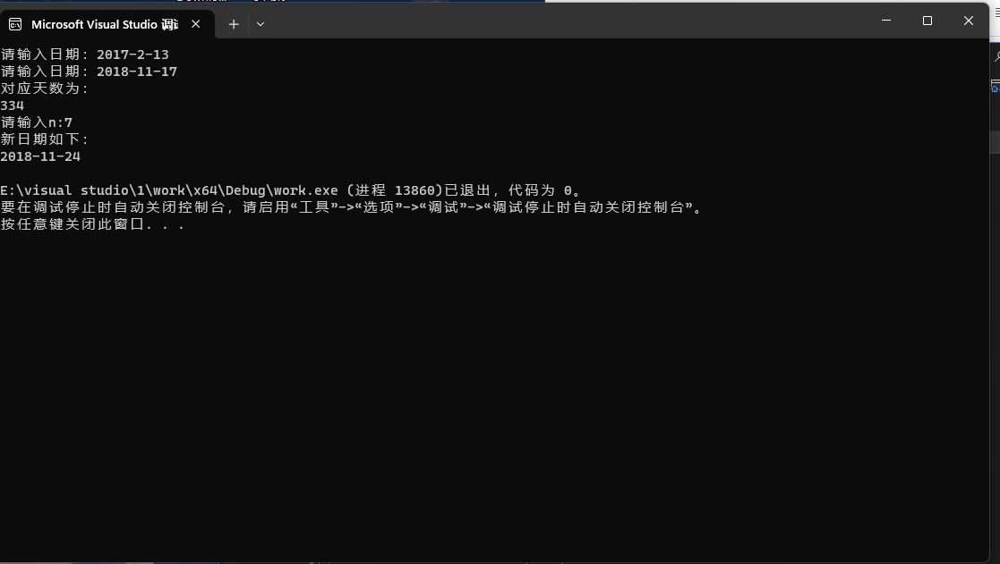 Microsoft Visual Studio 调试
请输入日期: 2017-2-13
请输入日期: 2018-11-17
对应天数为:
334
请输入n:7
新日期如下:
2018-11-24
E:\visual studio\1\work\x64\Debug\work.exe (进程 13860)已退出，代码为 0。
要在调试停止时自动关闭控制台，请启用“工具”->“选项”->“调试”->“调试停止时自动关闭控制台”。
按任意键关闭此窗口. . .